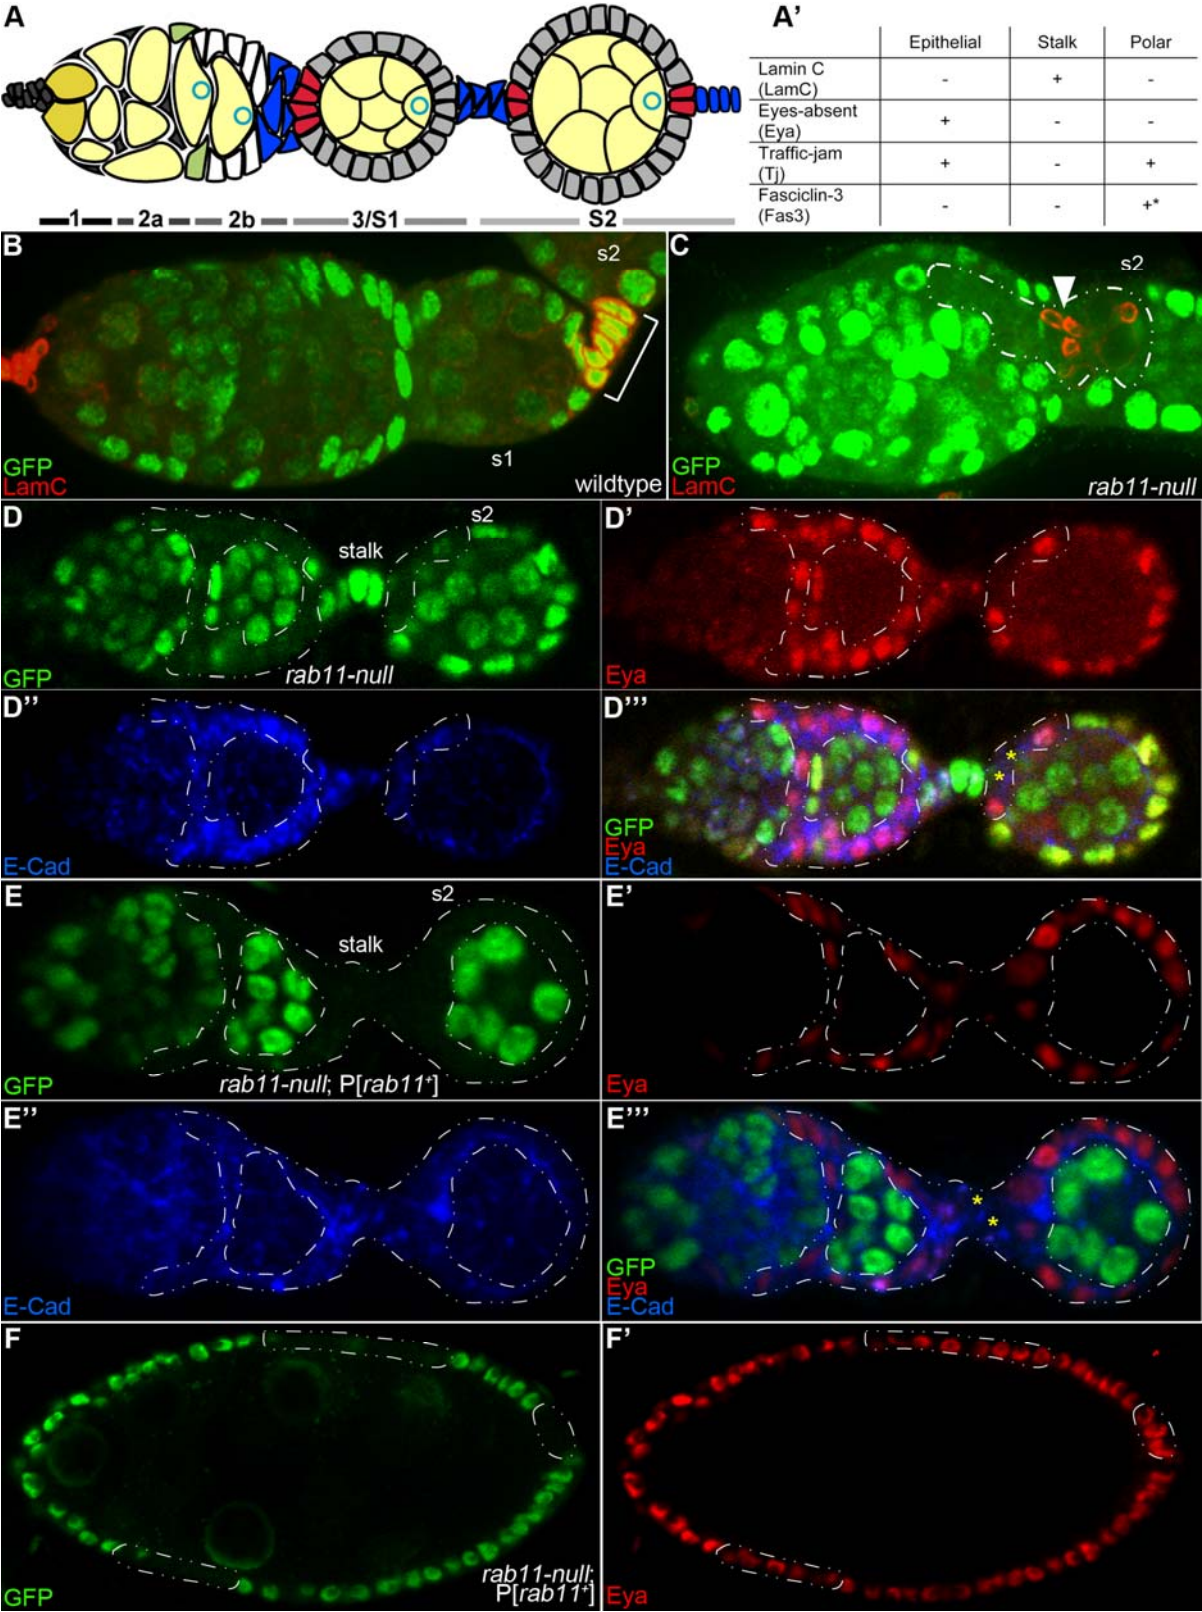 A
A'
Epithelial Stalk Polar
Lamin C (LamC) - + -
Eyes-absent (Eya) + - -
Traffic-jam (Tj) + - +
Fasciclin-3 (Fas3) - - +*
1 2a 2b 3/S1 S2
B
s2
s1
GFP
LamC
wildtype
C
s2
GFP
LamC
rab11-null
D
s2
stalk
rab11-null
GFP
D'
Eya
D''
E-Cad
D'''
* *
GFP
Eya
E-Cad
E
s2
stalk
rab11-null; P[rab11+]
GFP
E'
Eya
E''
E-Cad
E'''
* *
GFP
Eya
E-Cad
F
GFP
rab11-null;
P[rab11+]
F'
Eya